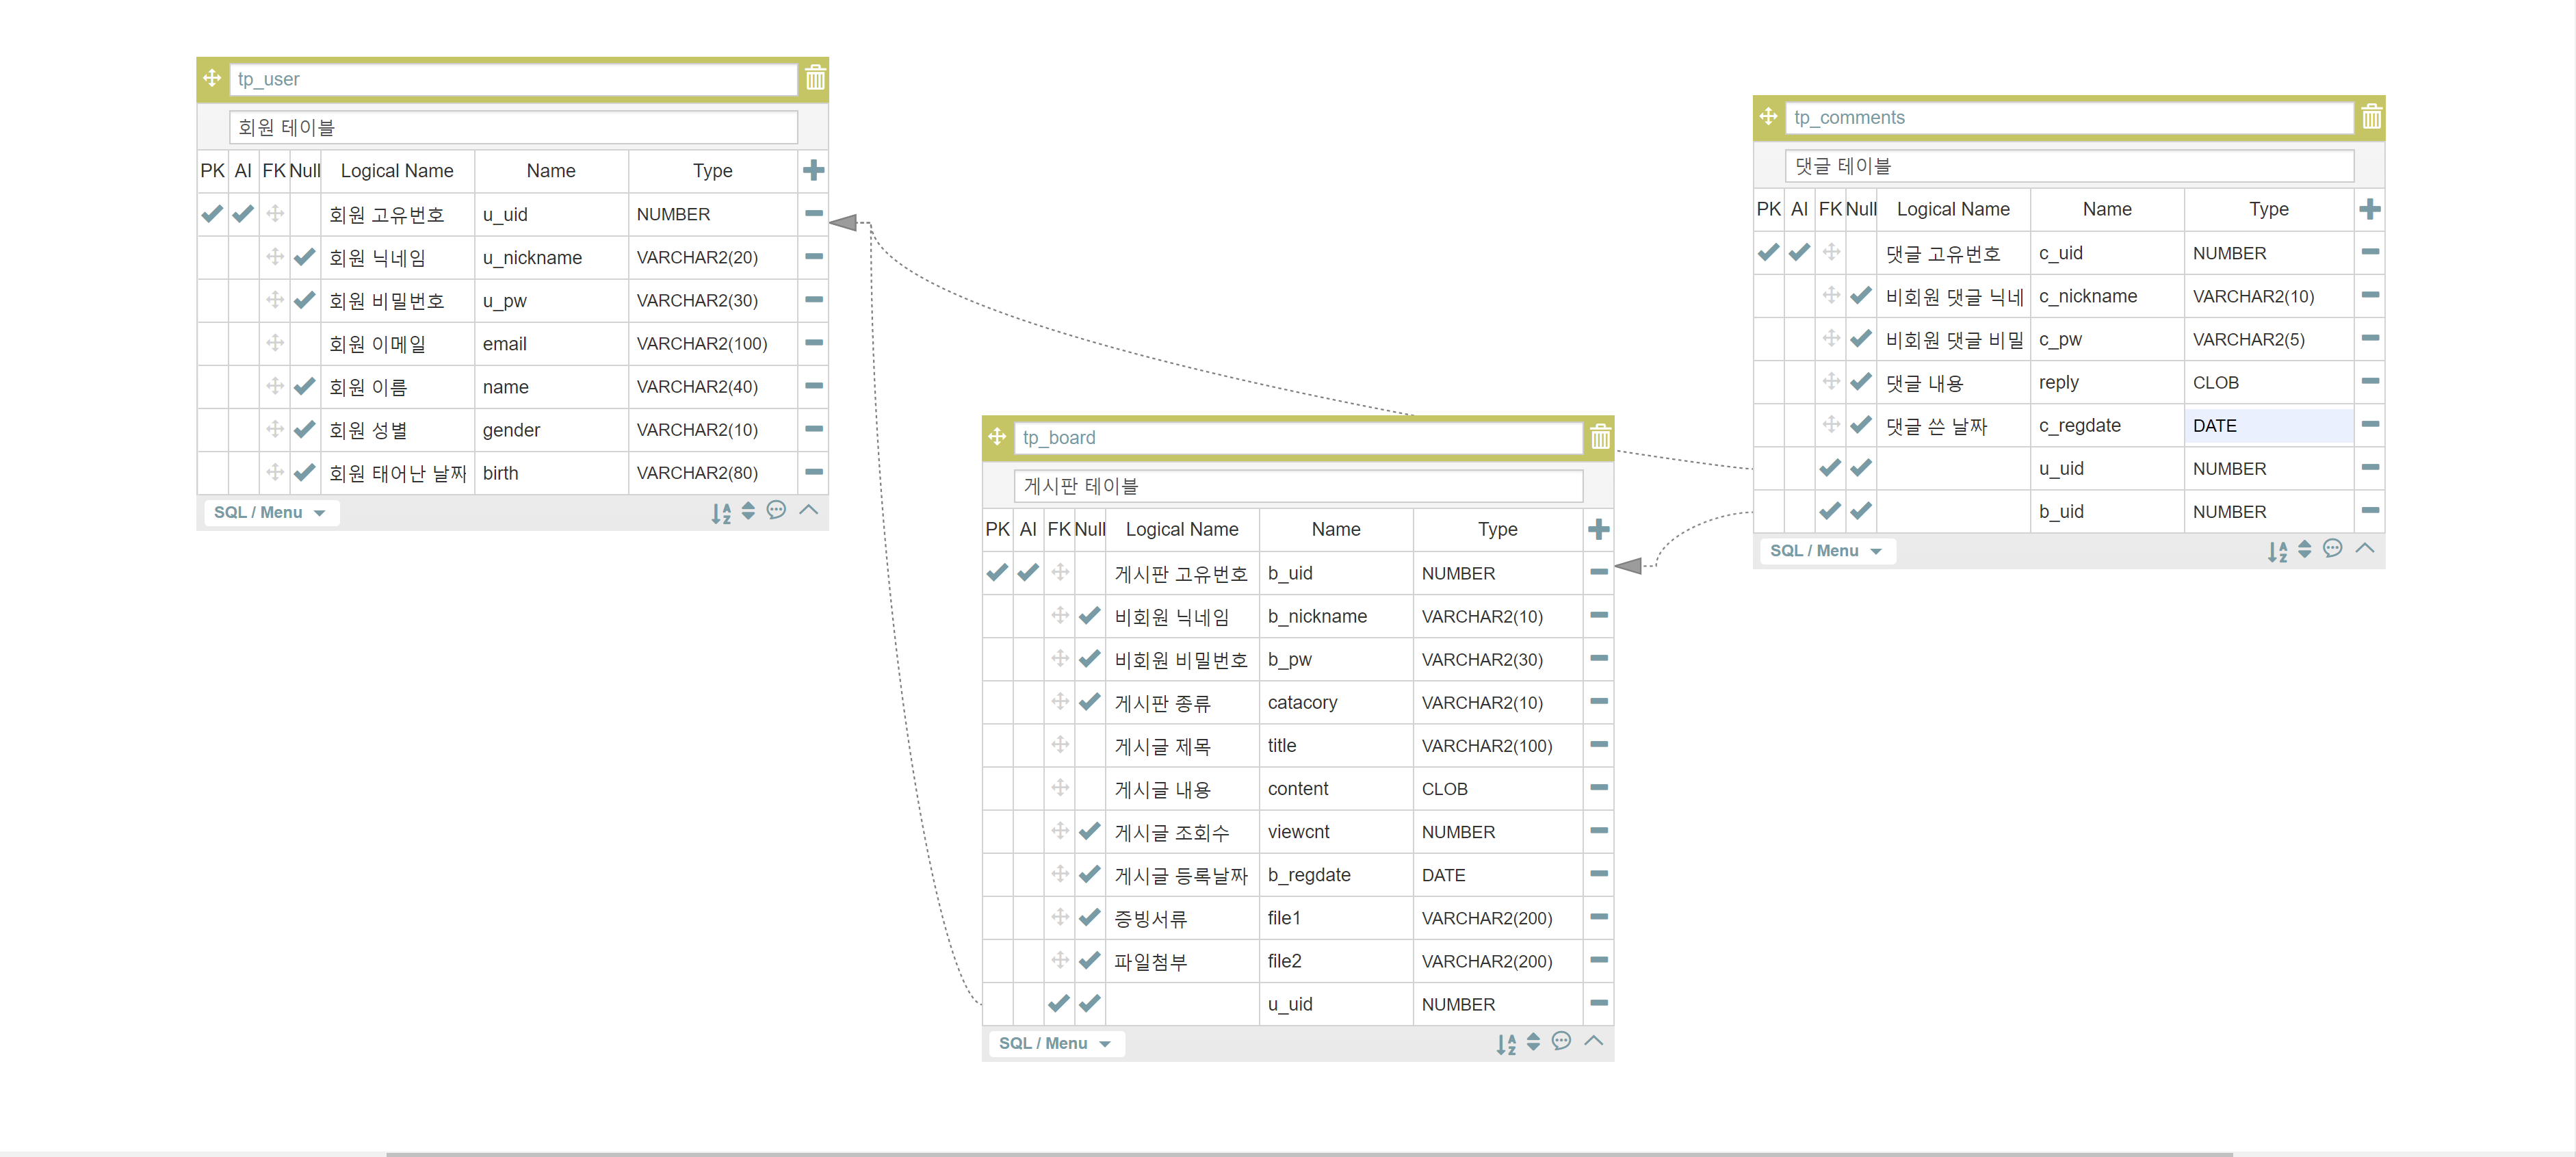 tp_user
회원 테이블
PK AI FK Null Logical Name Name Type
회원 고유번호 u_uid NUMBER
회원 닉네임 u_nickname VARCHAR2(20)
회원 비밀번호 u_pw VARCHAR2(30)
회원 이메일 email VARCHAR2(100)
회원 이름 name VARCHAR2(40)
회원 성별 gender VARCHAR2(10)
회원 태어난 날짜 birth VARCHAR2(80)
SQL / Menu
tp_board
게시판 테이블
PK AI FK Null Logical Name Name Type
게시판 고유번호 b_uid NUMBER
비회원 닉네임 b_nickname VARCHAR2(10)
비회원 비밀번호 b_pw VARCHAR2(30)
게시판 종류 catacory VARCHAR2(10)
게시글 제목 title VARCHAR2(100)
게시글 내용 content CLOB
게시글 조회수 viewcnt NUMBER
게시글 등록날짜 b_regdate DATE
증빙서류 file1 VARCHAR2(200)
파일첨부 file2 VARCHAR2(200)
u_uid NUMBER
SQL / Menu
tp_comments
댓글 테이블
PK AI FK Null Logical Name Name Type
댓글 고유번호 c_uid NUMBER
비회원 댓글 닉네 c_nickname VARCHAR2(10)
비회원 댓글 비밀 c_pw VARCHAR2(5)
댓글 내용 reply CLOB
댓글 쓴 날짜 c_regdate DATE
u_uid NUMBER
b_uid NUMBER
SQL / Menu